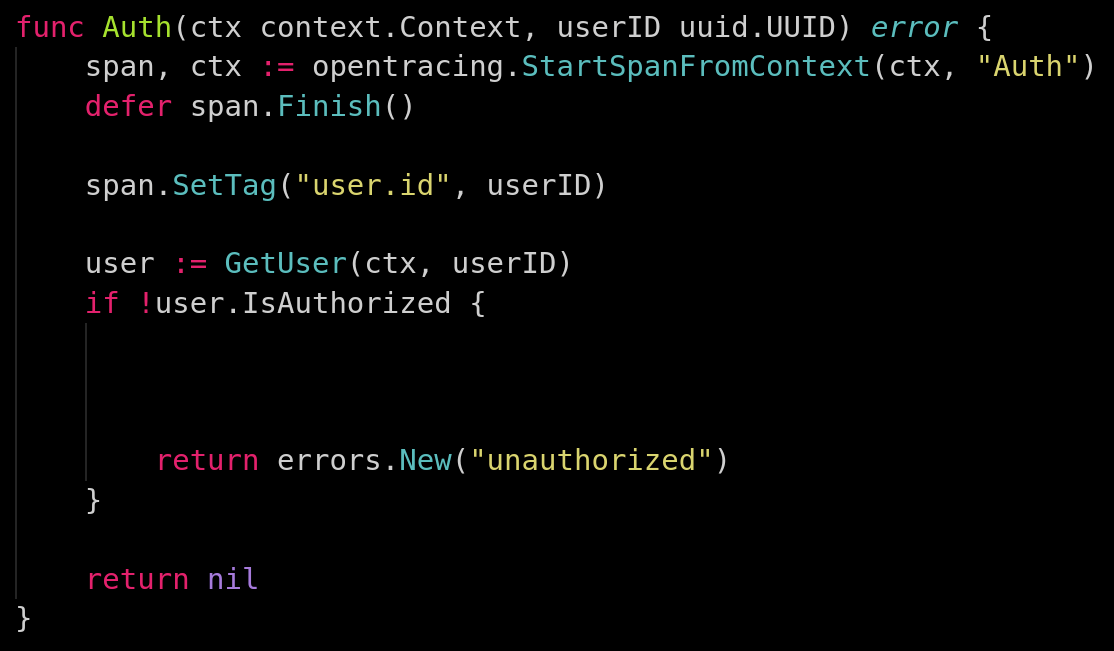 func Auth(ctx context.Context, userID uuid.UUID) error {
    span, ctx := opentracing.StartSpanFromContext(ctx, "Auth")
    defer span.Finish()

    span.SetTag("user.id", userID)

    user := GetUser(ctx, userID)
    if !user.IsAuthorized {



        return errors.New("unauthorized")
    }

    return nil
}